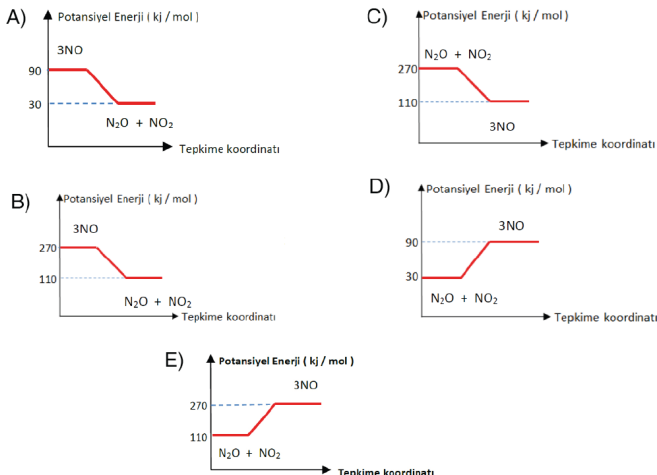 A)
Potansiyel Enerji ( kj / mol )
3NO
90
30
N₂O + NO₂
Tepkime koordinatı
B)
Potansiyel Enerji ( kj / mol )
3NO
270
110
N₂O + NO₂
Tepkime koordinatı
C)
Potansiyel Enerji ( kj / mol )
N₂O + NO₂
270
110
3NO
Tepkime koordinatı
D)
Potansiyel Enerji ( kj / mol )
3NO
90
30
N₂O + NO₂
Tepkime koordinatı
E)
Potansiyel Enerji ( kj / mol )
3NO
270
110
N₂O + NO₂
Tepkime koordinatı